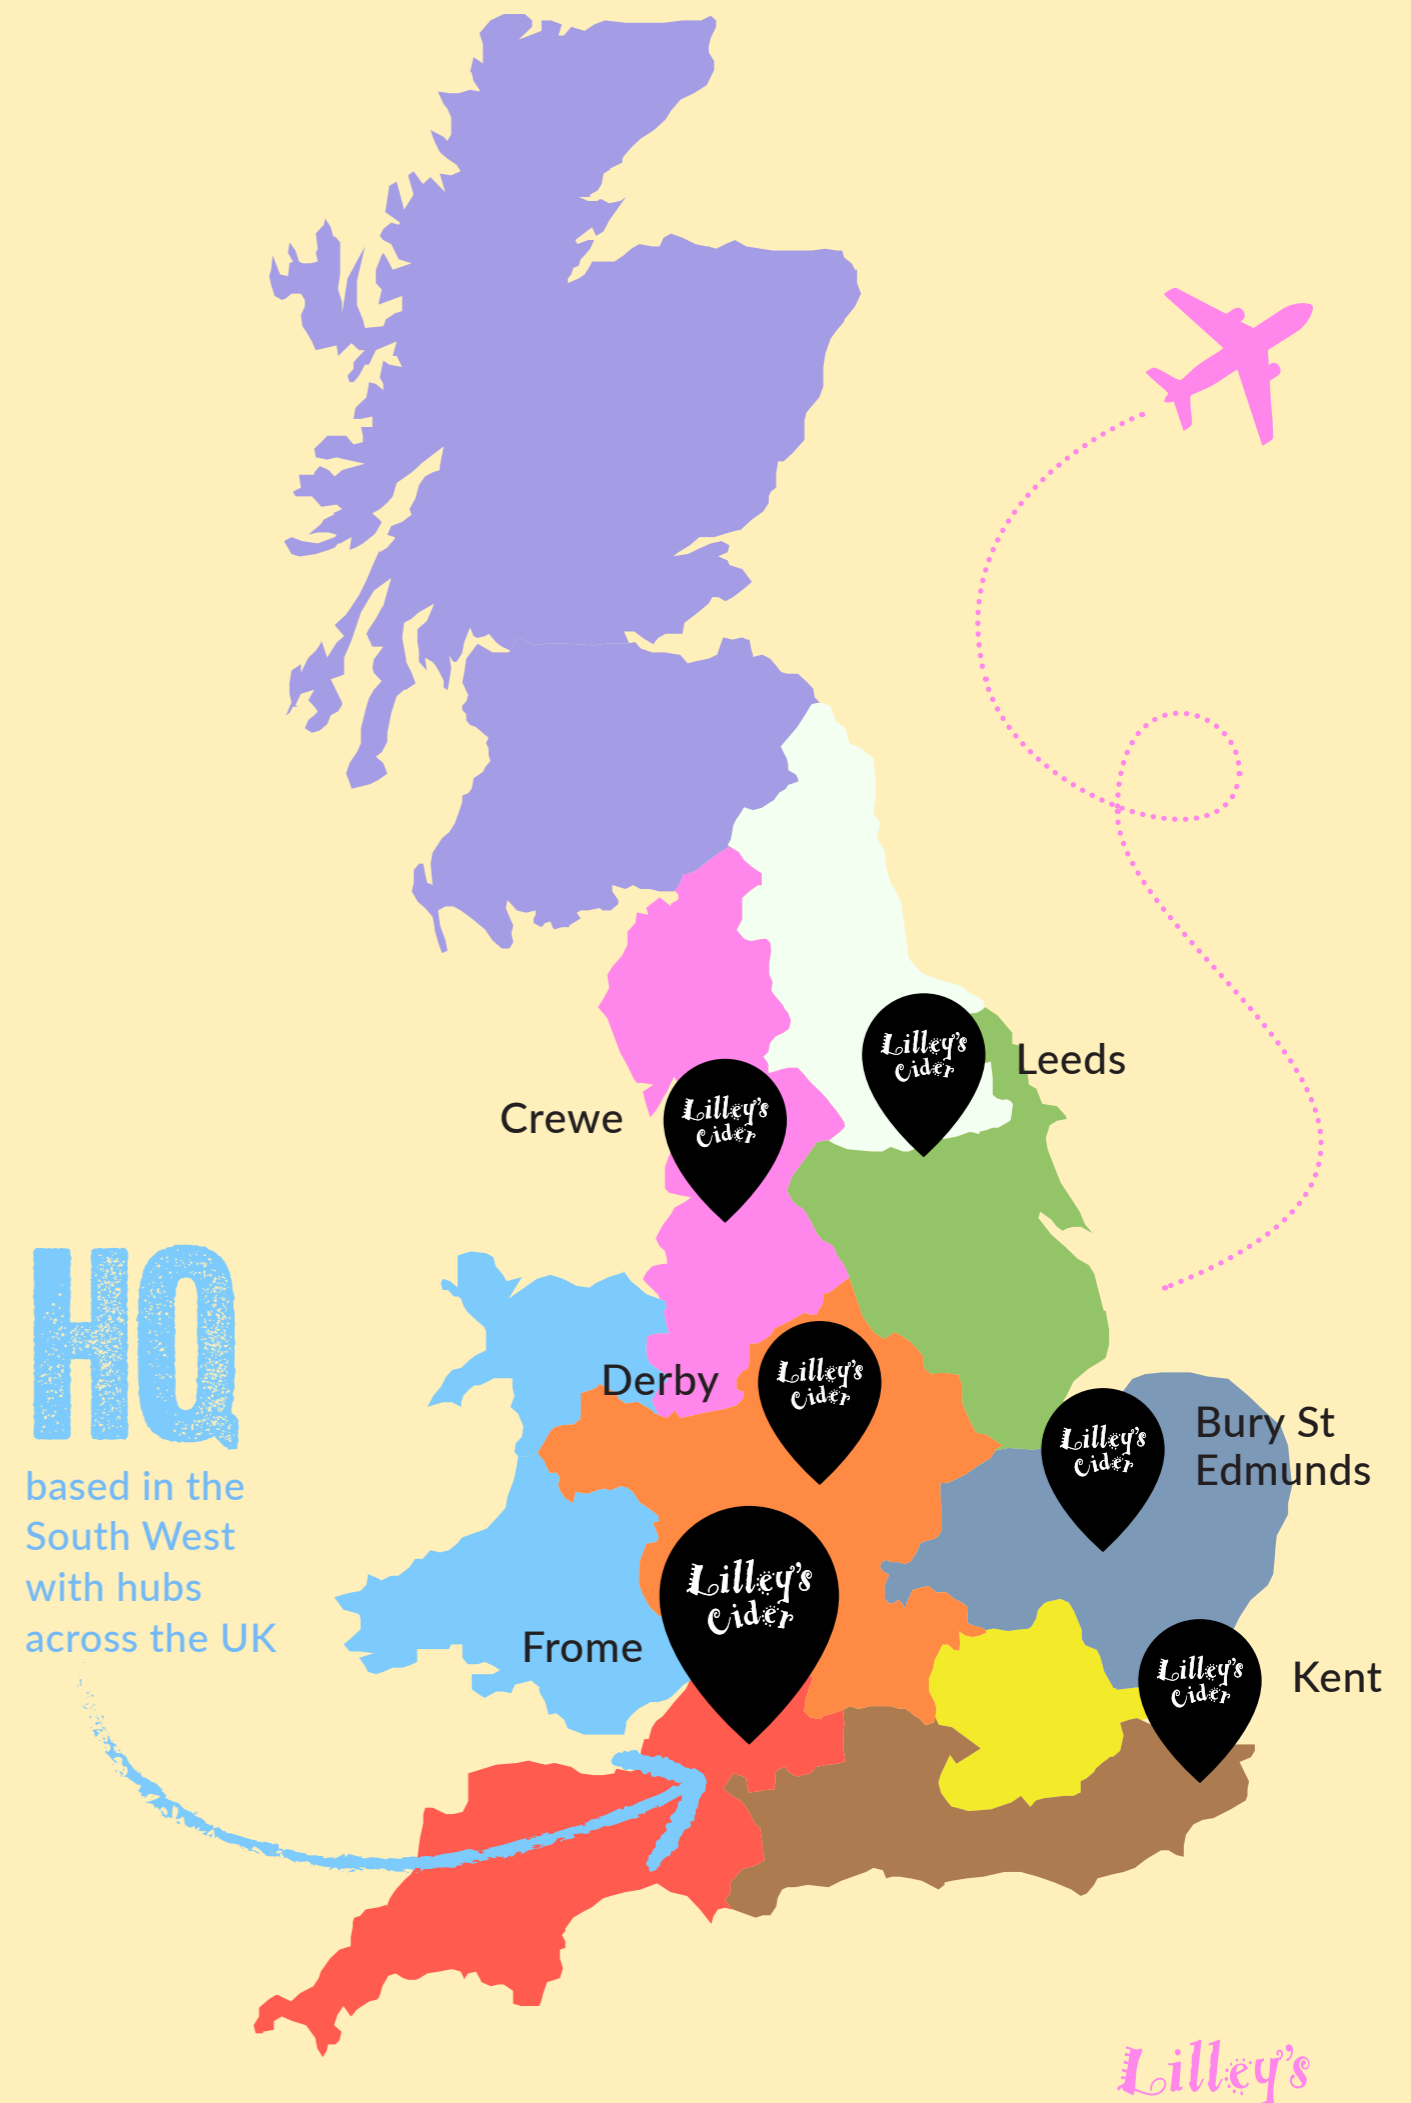 Lilley's
Cider
Leeds
Lilley's
Cider
Crewe
HQ
based in the
South West
with hubs
across the UK
Lilley's
Cider
Derby
Lilley's
Cider
Bury St
Edmunds
Lilley's
Cider
Frome
Lilley's
Cider
Kent
Lilley's